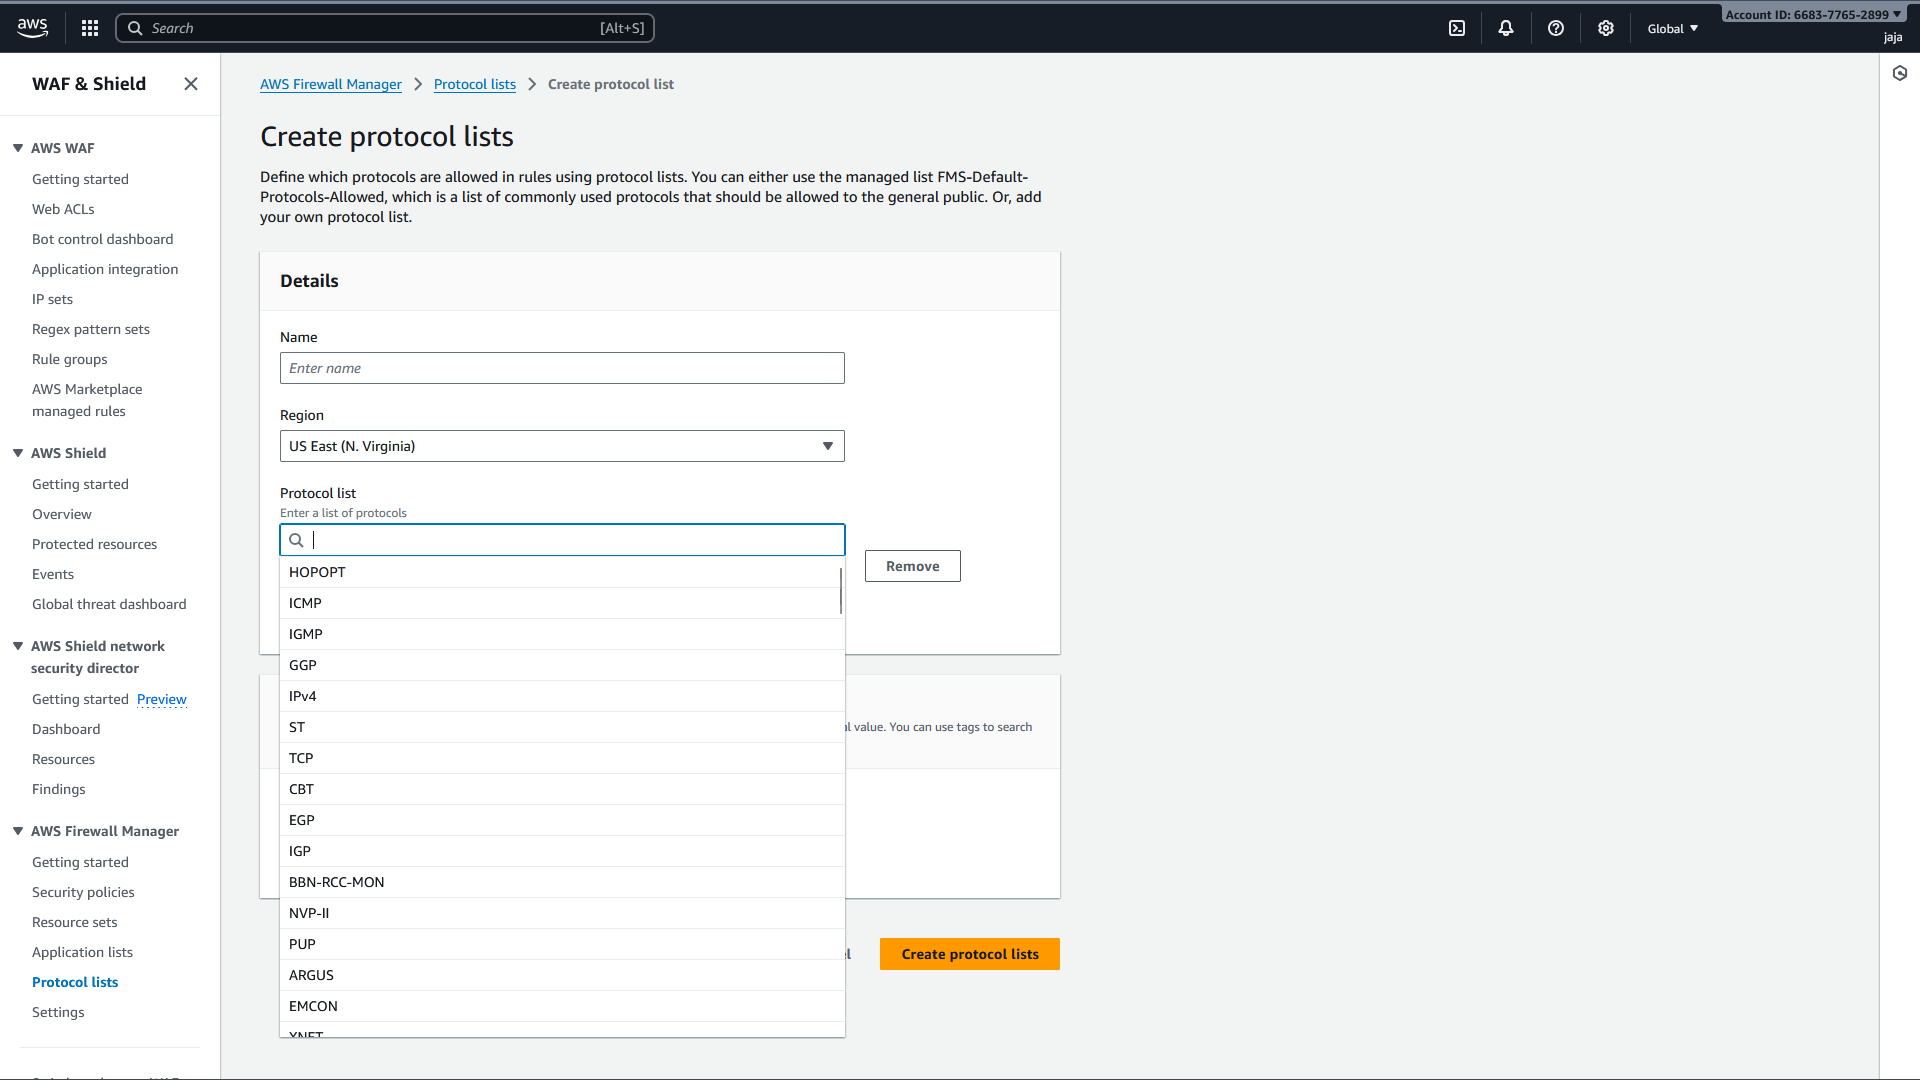 aws
Search
[Alt+S]
Global
Account ID: 6683-7765-2899
jaja
WAF & Shield
AWS WAF
Getting started
Web ACLs
Bot control dashboard
Application integration
IP sets
Regex pattern sets
Rule groups
AWS Marketplace
managed rules
AWS Shield
Getting started
Overview
Protected resources
Events
Global threat dashboard
AWS Shield network
security director
Getting started Preview
Dashboard
Resources
Findings
AWS Firewall Manager
Getting started
Security policies
Resource sets
Application lists
Protocol lists
Settings
AWS Firewall Manager > Protocol lists > Create protocol list
Create protocol lists
Define which protocols are allowed in rules using protocol lists. You can either use the managed list FMS-Default-
Protocols-Allowed, which is a list of commonly used protocols that should be allowed to the general public. Or, add
your own protocol list.
Details
Name
Enter name
Region
US East (N. Virginia)
Protocol list
Enter a list of protocols
Remove
HOPOPT
ICMP
IGMP
GGP
IPv4
ST
TCP
CBT
EGP
IGP
BBN-RCC-MON
NVP-II
PUP
ARGUS
EMCON
XNET
value. You can use tags to search
Create protocol lists